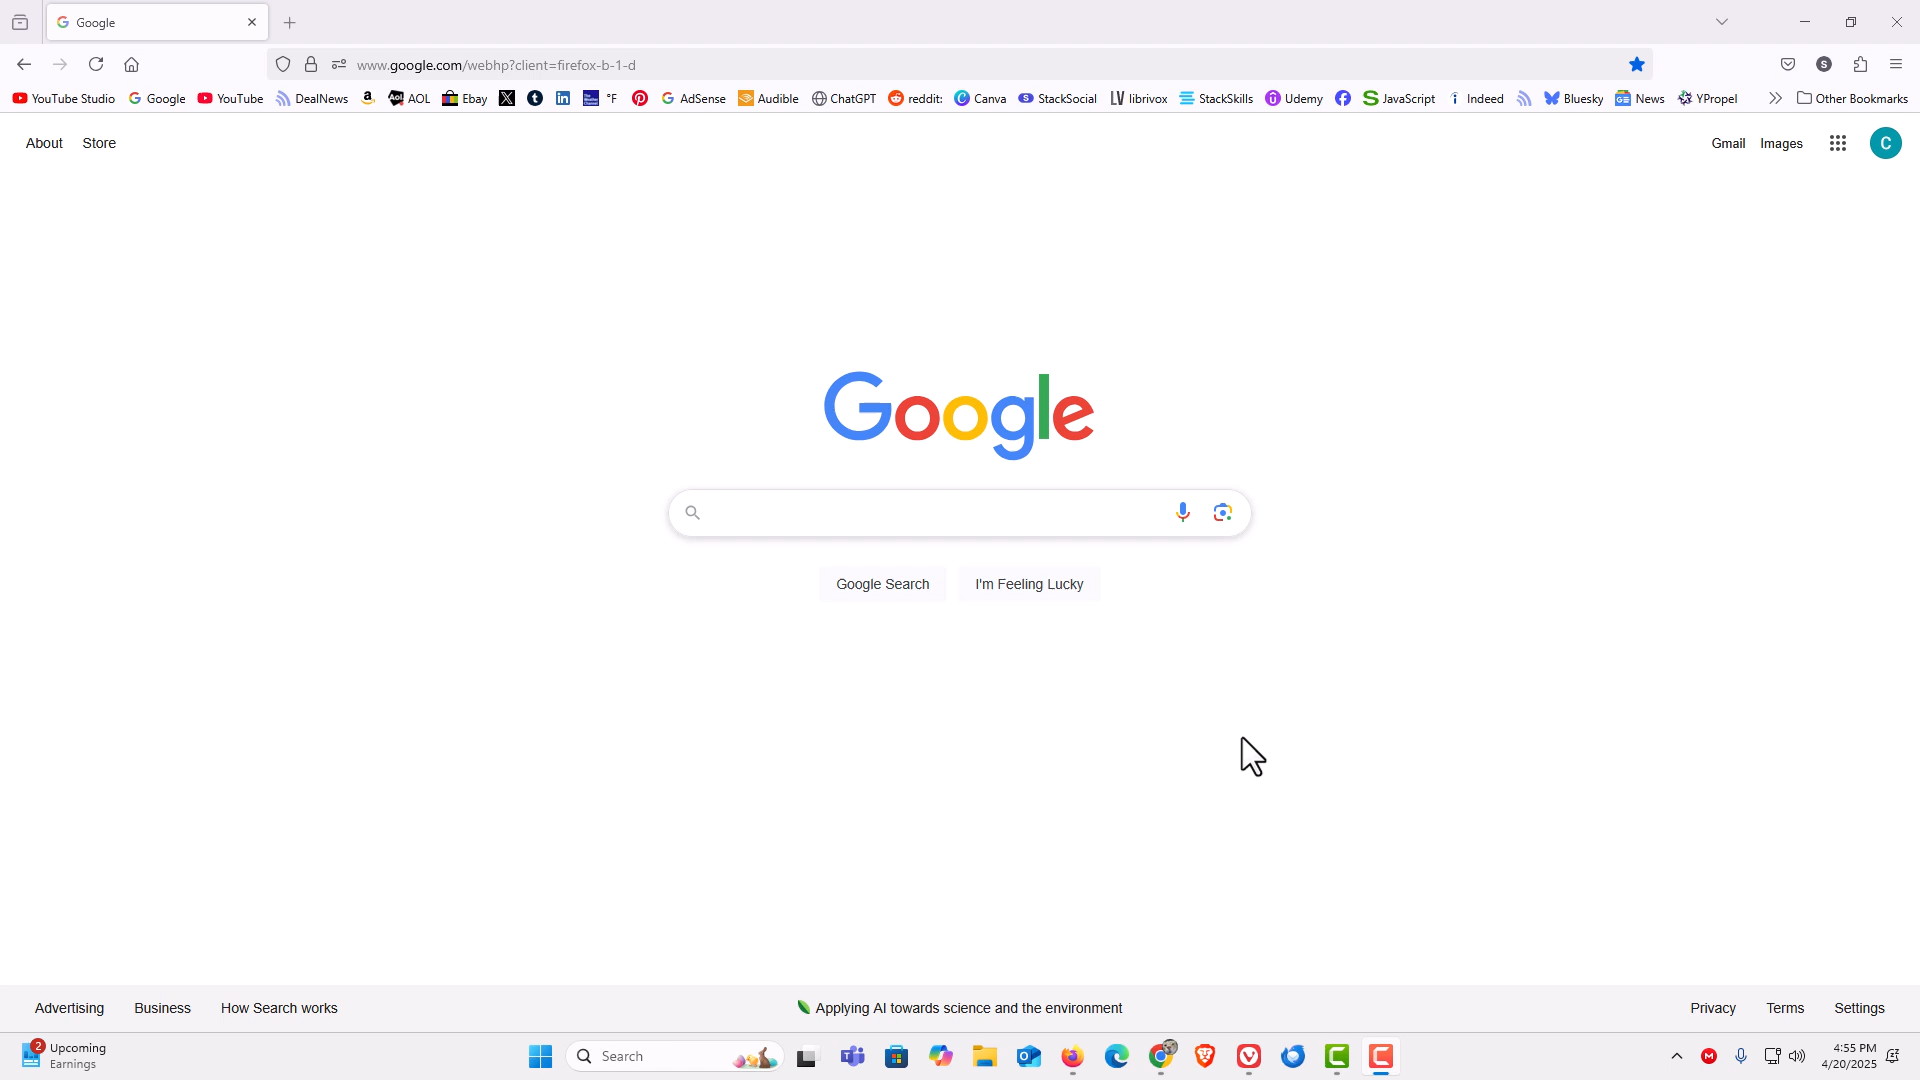 Google
www.google.com/webhp?client=firefox-b-1-d
S
YouTube Studio Google YouTube DealNews AOL Ebay °F AdSense Audible ChatGPT reddit: Canva StackSocial librivox StackSkills Udemy JavaScript Indeed Bluesky News YPropel Other Bookmarks
About Store Gmail Images C
Google
Google Search I'm Feeling Lucky
Advertising Business How Search works Applying AI towards science and the environment Privacy Terms Settings
2 Upcoming
Earnings
Search
4:55 PM
4/20/2025